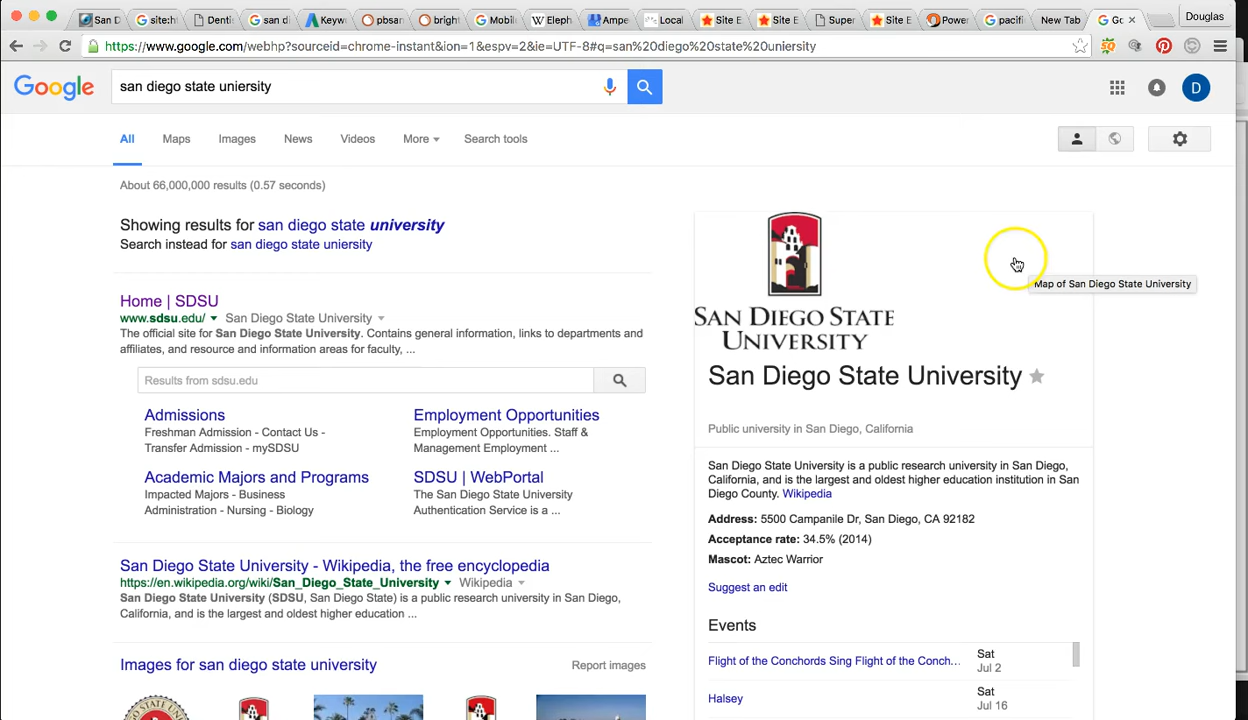 San D
site:h
Dentis
san di
Keyw
pbsan
bright
Mobil
Eleph
Ampe
Local
Site E
Site E
Super
Site E
Power
pacifi
New Tab
Go
Douglas
https://www.google.com/webhp?sourceid=chrome-instant&ion=1&espv=2&ie=UTF-8#q=san%20diego%20state%20uniersity
Google
san diego state uniersity
D
All
Maps
Images
News
Videos
More
Search tools
About 66,000,000 results (0.57 seconds)
Showing results for san diego state university
Search instead for san diego state uniersity
Home | SDSU
www.sdsu.edu/ San Diego State University
The official site for San Diego State University. Contains general information, links to departments and
affiliates, and resource and information areas for faculty, ...
Results from sdsu.edu
Admissions
Freshman Admission - Contact Us -
Transfer Admission - mySDSU
Employment Opportunities
Employment Opportunities. Staff &
Management Employment ...
Academic Majors and Programs
Impacted Majors - Business
Administration - Nursing - Biology
SDSU | WebPortal
The San Diego State University
Authentication Service is a ...
San Diego State University - Wikipedia, the free encyclopedia
https://en.wikipedia.org/wiki/San_Diego_State_University Wikipedia
San Diego State University (SDSU, San Diego State) is a public research university in San Diego,
California, and is the largest and oldest higher education ...
Images for san diego state university
Report images
Map of San Diego State University
SAN DIEGO STATE
UNIVERSITY
San Diego State University
Public university in San Diego, California
San Diego State University is a public research university in San Diego,
California, and is the largest and oldest higher education institution in San
Diego County. Wikipedia
Address: 5500 Campanile Dr, San Diego, CA 92182
Acceptance rate: 34.5% (2014)
Mascot: Aztec Warrior
Suggest an edit
Events
Flight of the Conchords Sing Flight of the Conch...
Sat
Jul 2
Halsey
Sat
Jul 16